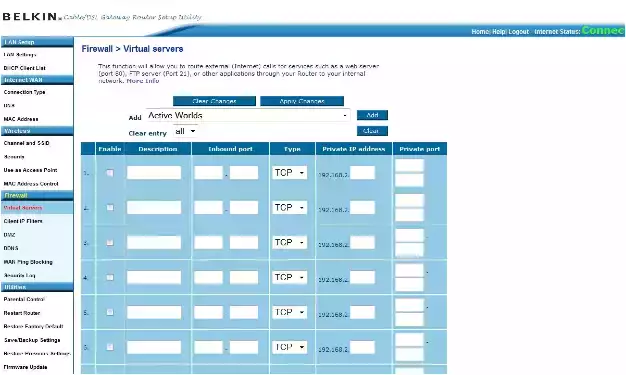 BELKIN. Cable/DSL Gateway Router Setup Utility
Home| Help| Logout   Internet Status: Connec
LAN Setup
LAN Settings
DHCP Client List
Internet WAN
Connection Type
DNS
MAC Address
Wireless
Channel and SSID
Security
Use as Access Point
MAC Address Control
Firewall
Virtual Servers
Client IP Filters
DMZ
DDNS
WAN Ping Blocking
Security Log
Utilities
Parental Control
Restart Router
Restore Factory Default
Save/Backup Settings
Restore Previous Settings
Firmware Update
Firewall > Virtual servers
This function will allow you to route external (Internet) calls for services such as a web server
(port 80), FTP server (Port 21), or other applications through your Router to your internal
network. More Info
Clear Changes   Apply Changes
Add   Active Worlds   Add
Clear entry   all   Clear
Enable   Description   Inbound port   Type   Private IP address   Private port
1.   -   TCP   192.168.2.   -
2.   -   TCP   192.168.2.   -
3.   -   TCP   192.168.2.   -
4.   -   TCP   192.168.2.   -
5.   -   TCP   192.168.2.   -
6.   -   TCP   192.168.2.   -